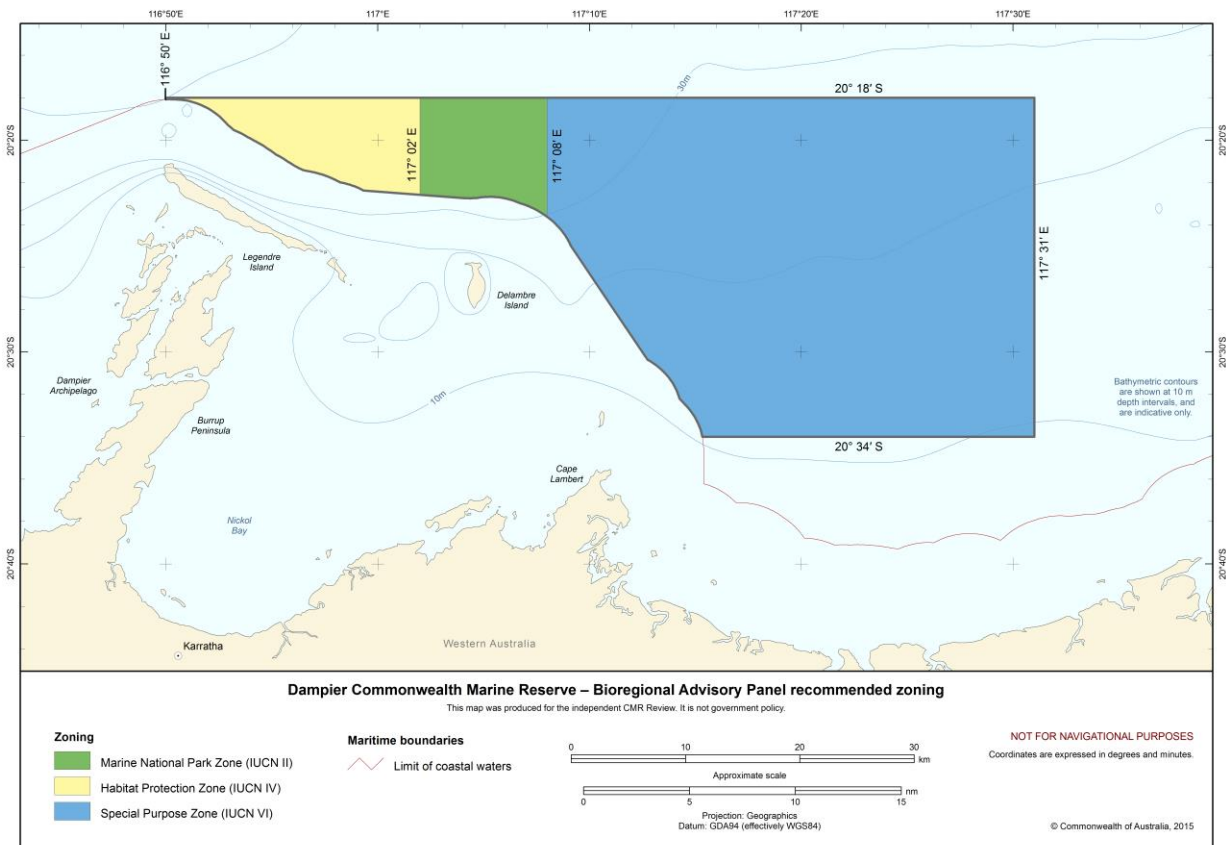 116°50'E
117°E
117°10'E
117°20'E
117°30'E
116° 50' E
20° 18' S
30m
20°20'S
20°20'S
117° 02' E
117° 08' E
117° 31' E
Legendre
Island
Delambre
Island
20°30'S
20°30'S
Dampier
Archipelago
Burrup
Peninsula
10m
Bathymetric contours
are shown at 10 m
depth intervals, and
are indicative only.
20° 34' S
Cape
Lambert
Nickol
Bay
20°40'S
20°40'S
Karratha
Western Australia
Dampier Commonwealth Marine Reserve – Bioregional Advisory Panel recommended zoning
This map was produced for the independent CMR Review. It is not government policy.
Zoning
Marine National Park Zone (IUCN II)
Habitat Protection Zone (IUCN IV)
Special Purpose Zone (IUCN VI)
Maritime boundaries
Limit of coastal waters
0 10 20 30
km
Approximate scale
nm
0 5 10 15
Projection: Geographics
Datum: GDA94 (effectively WGS84)
NOT FOR NAVIGATIONAL PURPOSES
Coordinates are expressed in degrees and minutes.
© Commonwealth of Australia, 2015